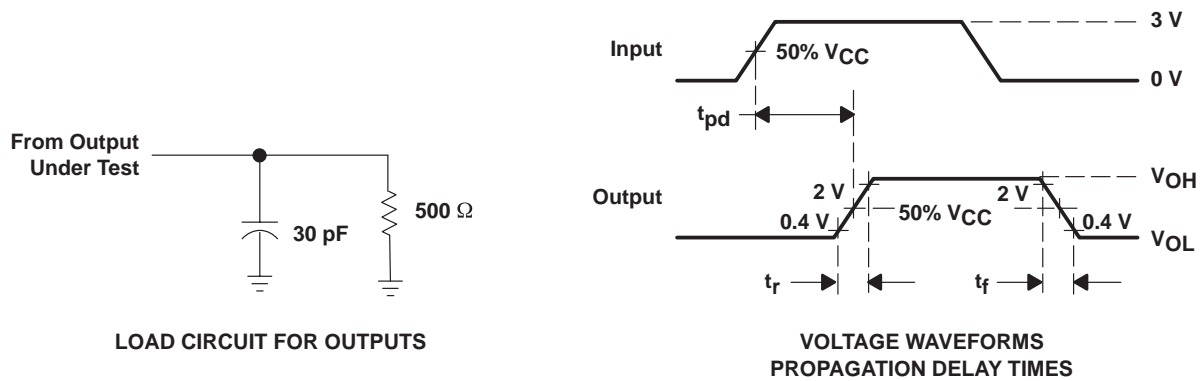 From Output
Under Test
30 pF
500 Ω
LOAD CIRCUIT FOR OUTPUTS
Input
50% VCC
3 V
0 V
tpd
Output
2 V
0.4 V
50% VCC
2 V
0.4 V
VOH
VOL
tr
tf
VOLTAGE WAVEFORMS
PROPAGATION DELAY TIMES